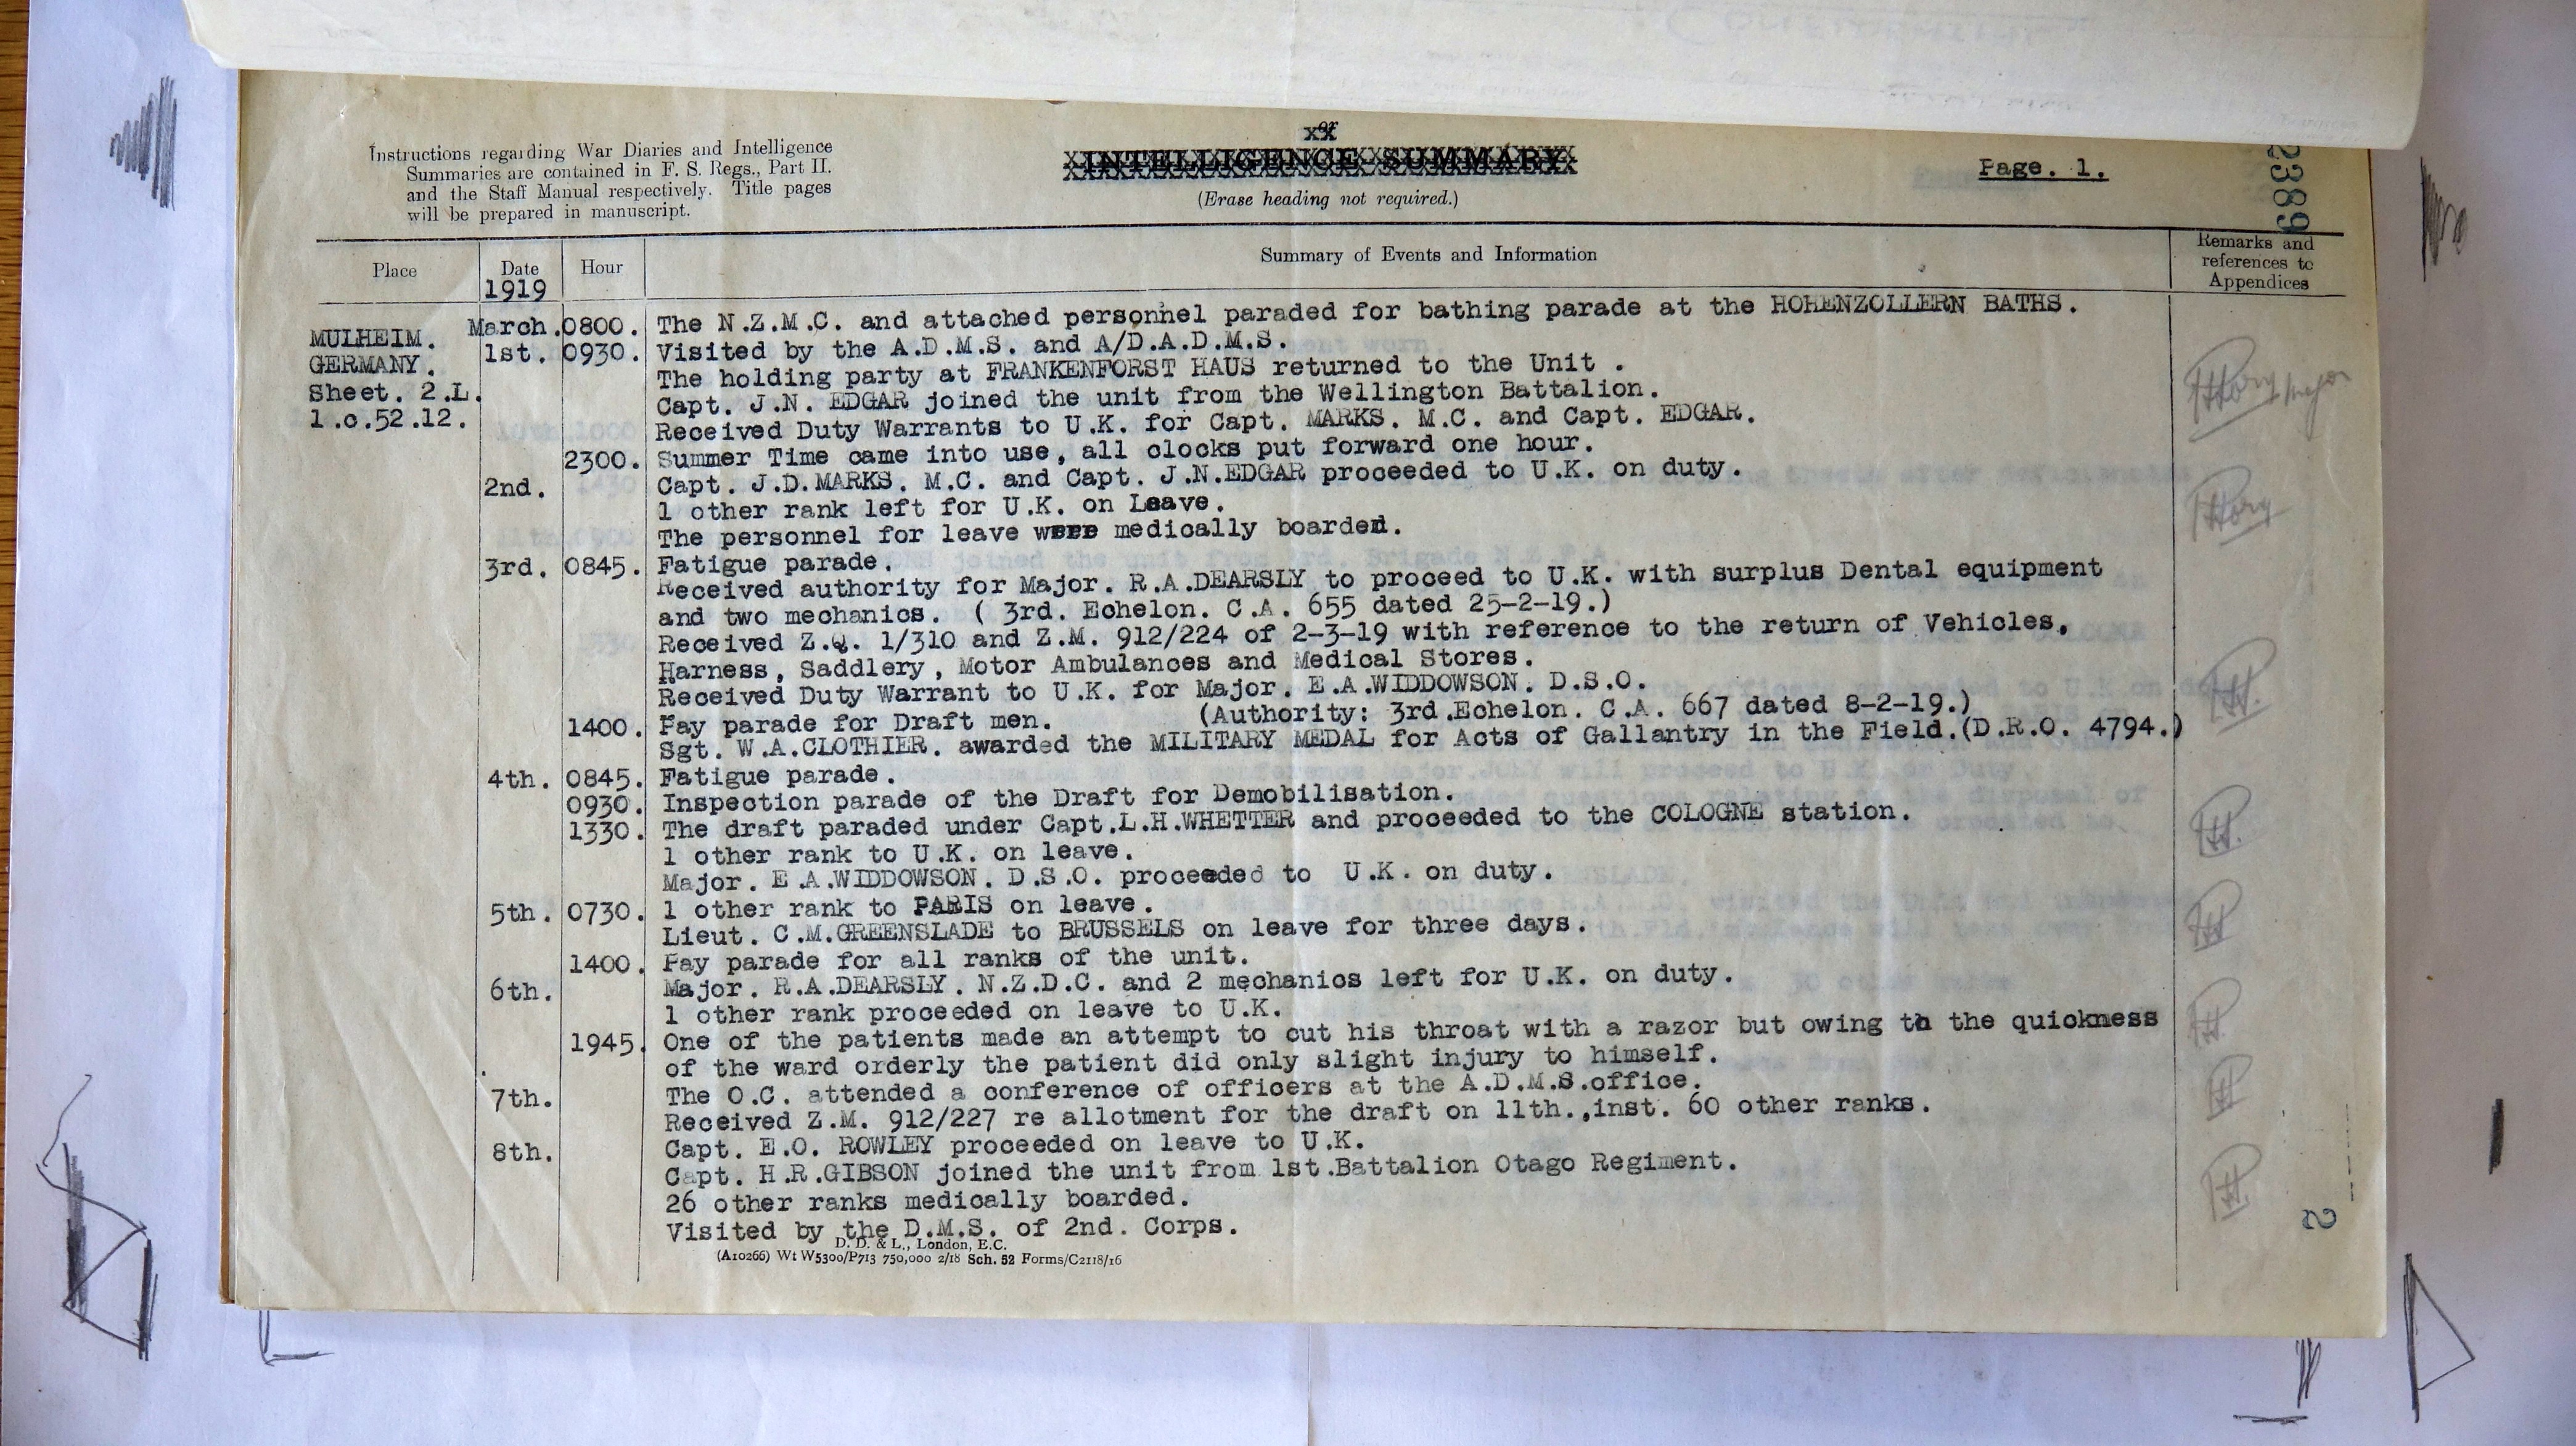 Instructions regarding War Diaries and Intelligence
Summaries are contained in F. S. Regs., Part II.
and the Staff Manual respectively. Title pages
will be prepared in manuscript.
or
INTELLIGENCE SUMMARY
(Erase heading not required.)
Page. 1.
2389
Place Date Hour Summary of Events and Information Remarks and
references to
Appendices
1919
MULHEIM. March. 0800. The N.Z.M.C. and attached personnel paraded for bathing parade at the HOHENZOLLERN BATHS.
GERMANY. 1st. 0930. Visited by the A.D.M.S. and A/D.A.D.M.S.
Sheet. 2.L. The holding party at FRANKENFORST HAUS returned to the Unit .
1.c.52.12. Capt. J.N. EDGAR joined the unit from the Wellington Battalion.
Received Duty Warrants to U.K. for Capt. MARKS. M.C. and Capt. EDGAR.
2300. Summer Time came into use, all clocks put forward one hour.
2nd. Capt. J.D.MARKS. M.C. and Capt. J.N.EDGAR proceeded to U.K. on duty.
1 other rank left for U.K. on Leave.
The personnel for leave were medically boarded.
3rd. 0845. Fatigue parade.
Received authority for Major. R.A.DEARSLY to proceed to U.K. with surplus Dental equipment
and two mechanics. ( 3rd. Echelon. C.A. 655 dated 25-2-19.)
Received Z.Q. 1/310 and Z.M. 912/224 of 2-3-19 with reference to the return of Vehicles,
Harness, Saddlery, Motor Ambulances and Medical Stores.
Received Duty Warrant to U.K. for Major. E.A.WIDDOWSON. D.S.O.
(Authority: 3rd.Echelon. C.A. 667 dated 8-2-19.)
1400. Pay parade for Draft men.
Sgt. W.A.CLOTHIER. awarded the MILITARY MEDAL for Acts of Gallantry in the Field.(D.R.O. 4794.)
4th. 0845. Fatigue parade.
0930. Inspection parade of the Draft for Demobilisation.
1330. The draft paraded under Capt.L.H.WHETTER and proceeded to the COLOGNE station.
1 other rank to U.K. on leave.
Major. E.A.WIDDOWSON. D.S.O. proceeded to U.K. on duty.
5th. 0730. 1 other rank to PARIS on leave.
Lieut. C.M.GREENSLADE to BRUSSELS on leave for three days.
1400. Pay parade for all ranks of the unit.
6th. Major. R.A.DEARSLY. N.Z.D.C. and 2 mechanics left for U.K. on duty.
1 other rank proceeded on leave to U.K.
1945. One of the patients made an attempt to cut his throat with a razor but owing to the quickness
of the ward orderly the patient did only slight injury to himself.
7th. The O.C. attended a conference of officers at the A.D.M.S.office.
Received Z.M. 912/227 re allotment for the draft on 11th.,inst. 60 other ranks.
8th. Capt. E.O. ROWLEY proceeded on leave to U.K.
Capt. H.R.GIBSON joined the unit from 1st.Battalion Otago Regiment.
26 other ranks medically boarded.
Visited by the D.M.S. of 2nd. Corps.
D. D. & L., London, E.C.
(A10266) Wt W5300/P713 750,000 2/18 Sch. 52 Forms/C2118/16
2